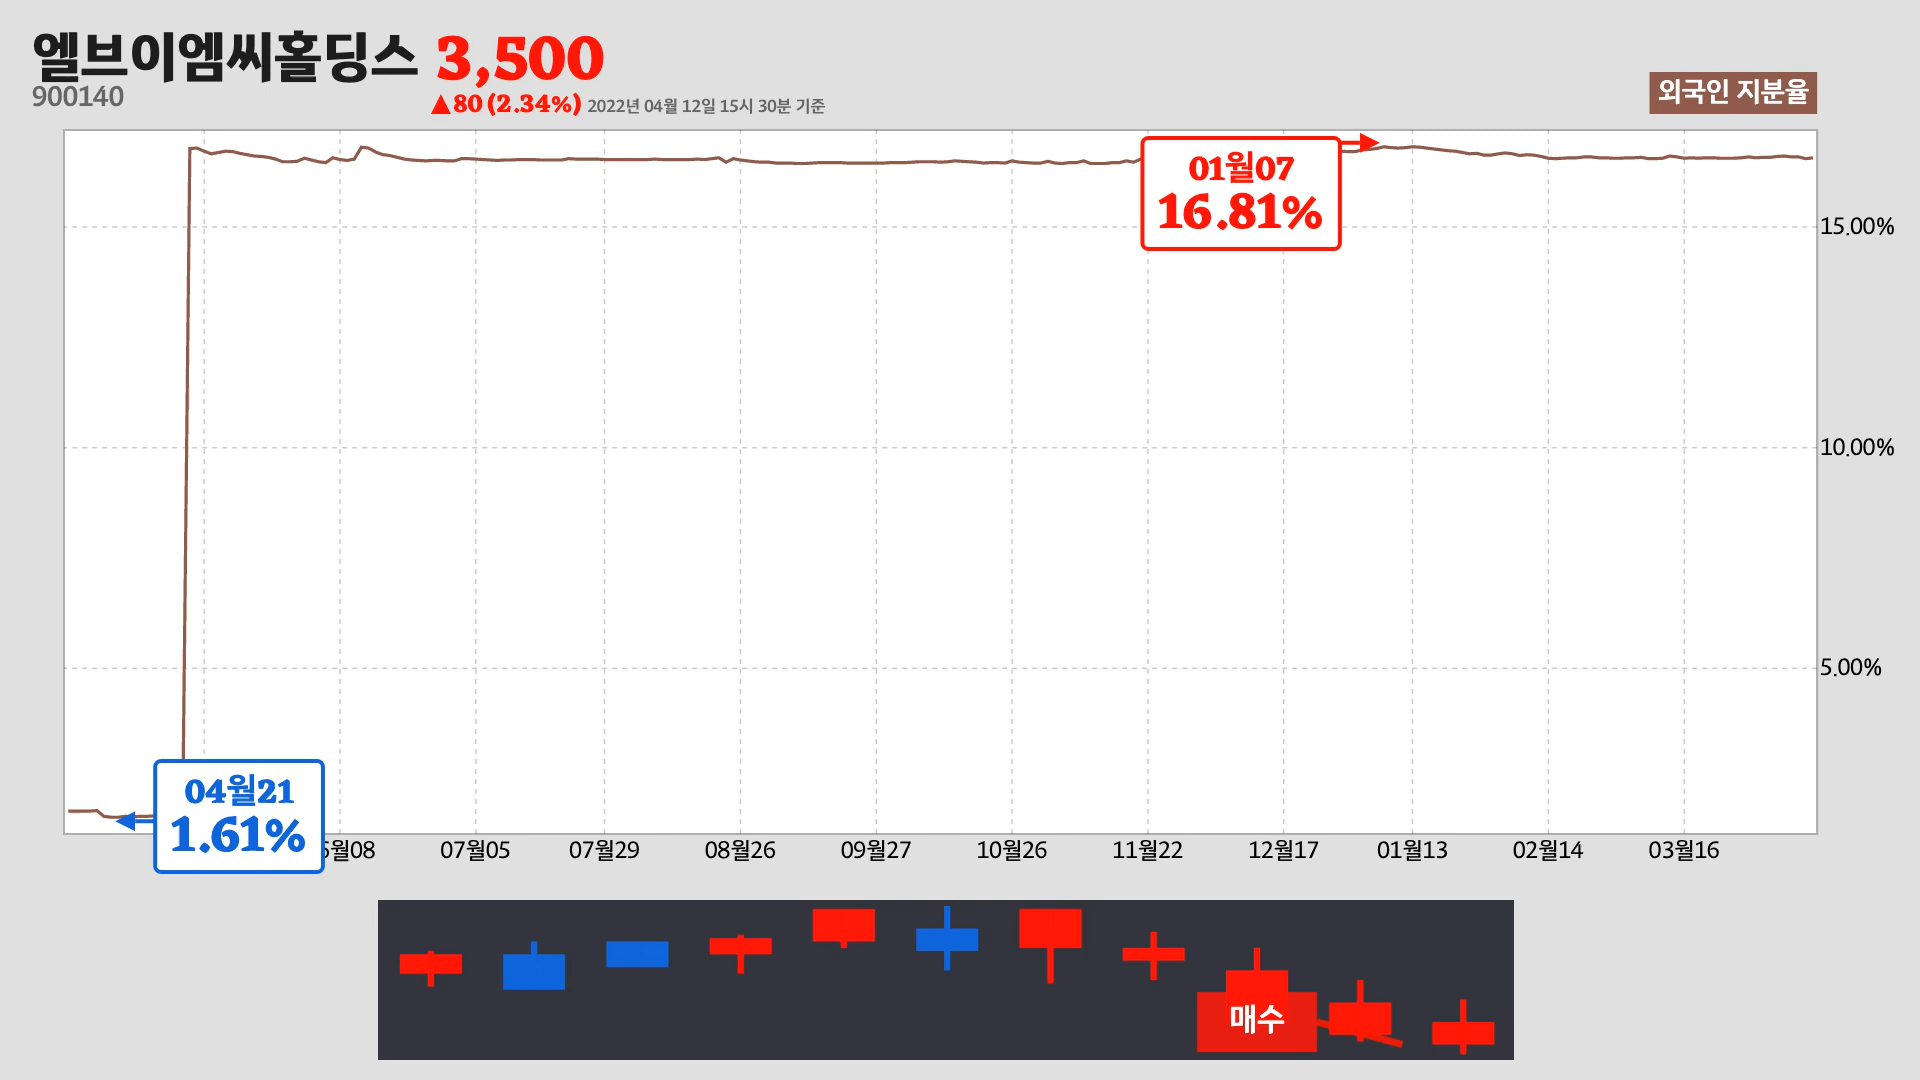 엘브이엠씨홀딩스 3,500
900140
▲80 (2.34%) 2022년 04월 12일 15시 30분 기준
외국인 지분율
01월07
16.81%
15.00%
10.00%
5.00%
04월21
1.61%
07월05 07월29 08월26 09월27 10월26 11월22 12월17 01월13 02월14 03월16
매수